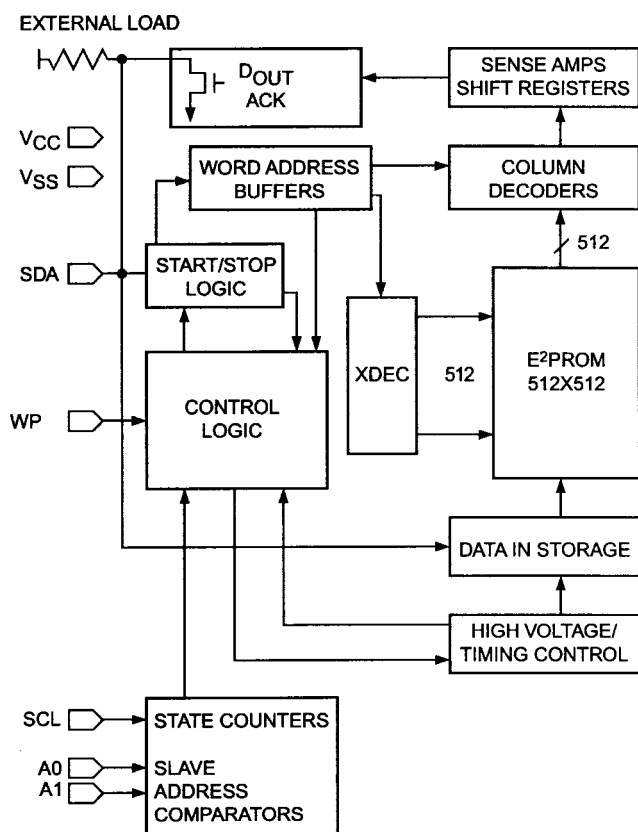 EXTERNAL LOAD
DOUT
ACK
SENSE AMPS
SHIFT REGISTERS
VCC
VSS
WORD ADDRESS
BUFFERS
COLUMN
DECODERS
512
SDA
START/STOP
LOGIC
XDEC
512
E²PROM
512X512
WP
CONTROL
LOGIC
DATA IN STORAGE
HIGH VOLTAGE/
TIMING CONTROL
SCL
STATE COUNTERS
A0
SLAVE
A1
ADDRESS
COMPARATORS